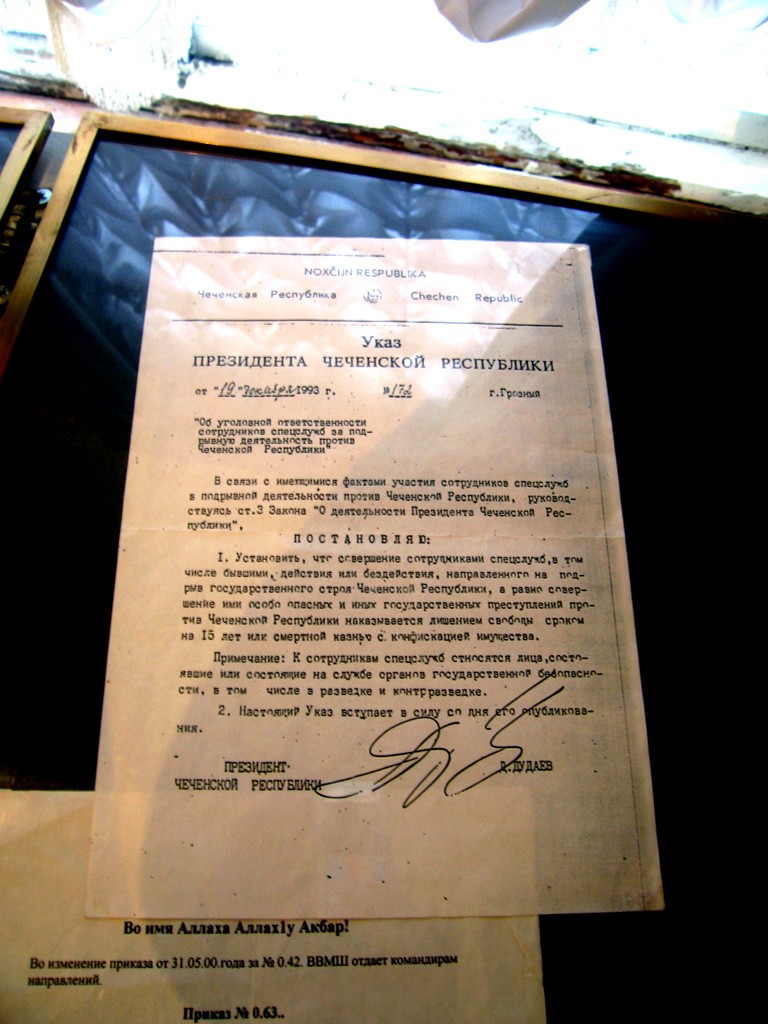 NOXÇIJN RESPUBLIKA
Чеченская Республика Chechen Republic
Указ
ПРЕЗИДЕНТА ЧЕЧЕНСКОЙ РЕСПУБЛИКИ
от "19" декабря 1993 г. №172 г.Грозный
"Об уголовной ответственности
сотрудников спецслужб за под-
рывную деятельность против
Чеченской Республики"
В связи с имеющимися фактами участия сотрудников спецслужб
в подрывной деятельности против Чеченской Республики, руковод-
ствуясь ст.3 Закона "О деятельности Президента Чеченской Рес-
публики",
ПОСТАНОВЛЯЮ:
1. Установить, что совершение сотрудниками спецслужб, в том
числе бывшими, действия или бездействия, направленного на под-
рыв государственного строя Чеченской Республики, а равно совер-
шение ими особо опасных и иных государственных преступлений про-
тив Чеченской Республики наказывается лишением свободы сроком
на 15 лет или смертной казнью с конфискацией имущества.
Примечание: К сотрудникам спецслужб относятся лица, состо-
явшие или состоящие на службе органов государственной безопасно-
сти, в том числе в разведке и контрразведке.
2. Настоящий Указ вступает в силу со дня его опубликова-
ния.
ПРЕЗИДЕНТ
ЧЕЧЕНСКОЙ РЕСПУБЛИКИ Д.ДУДАЕВ
Во имя Аллаха Аллах1у Акбар!
Во изменение приказа от 31.05.00.года за № 0.42. ВВМШ отдает командирам
направлений.
Приказ № 0.63..